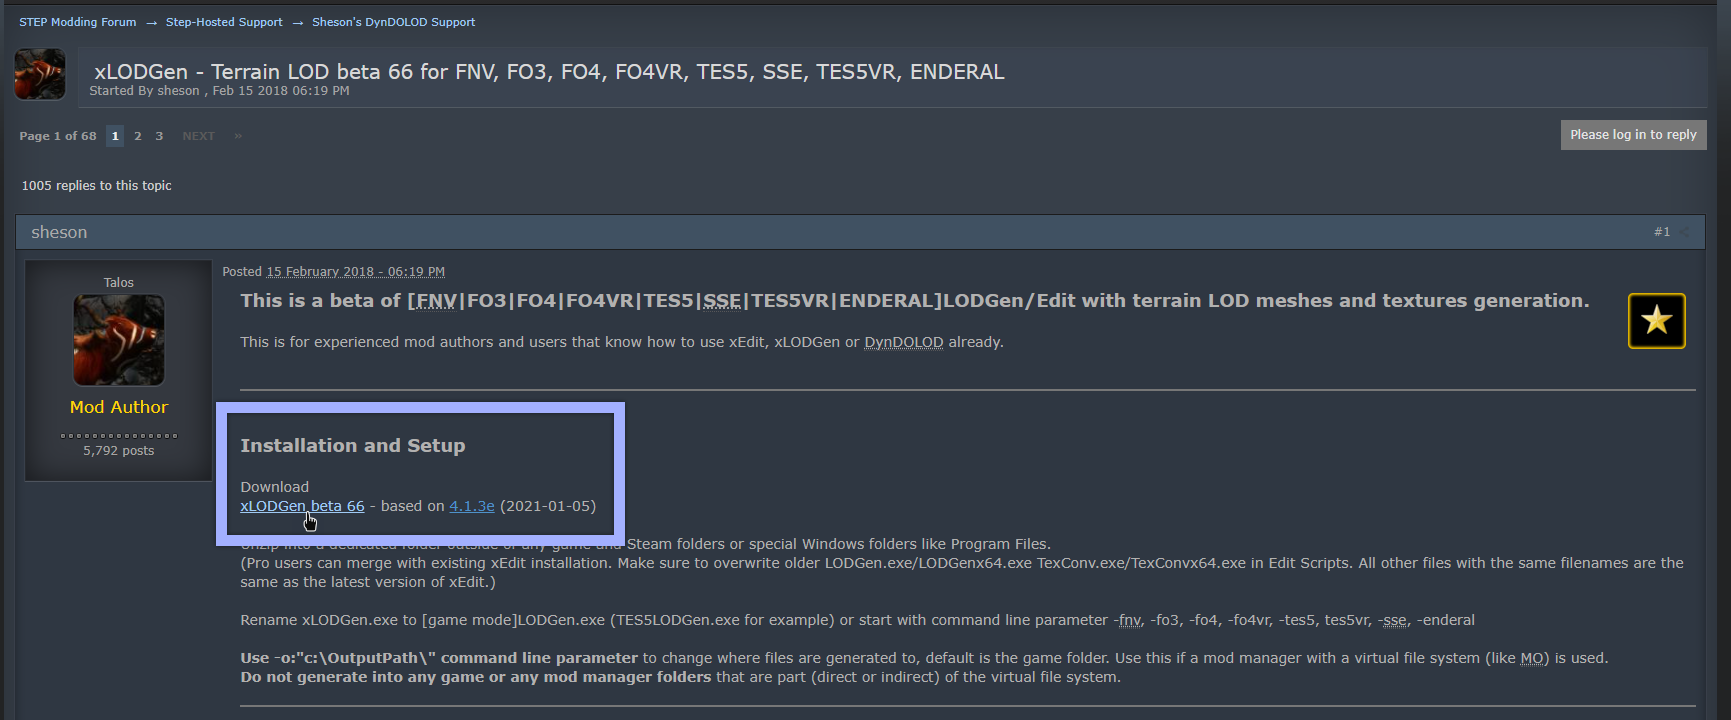 STEP Modding Forum → Step-Hosted Support → Sheson's DynDOLOD Support
xLODGen - Terrain LOD beta 66 for FNV, FO3, FO4, FO4VR, TES5, SSE, TES5VR, ENDERAL
Started By sheson , Feb 15 2018 06:19 PM
Page 1 of 68 1 2 3 NEXT »
Please log in to reply
1005 replies to this topic
sheson
#1
Talos
Mod Author
5,792 posts
Posted 15 February 2018 - 06:19 PM
This is a beta of [FNV|FO3|FO4|FO4VR|TES5|SSE|TES5VR|ENDERAL]LODGen/Edit with terrain LOD meshes and textures generation.
This is for experienced mod authors and users that know how to use xEdit, xLODGen or DynDOLOD already.
Installation and Setup
Download
xLODGen beta 66 - based on 4.1.3e (2021-01-05)
Unzip into a dedicated folder outside of any game and Steam folders or special Windows folders like Program Files.
(Pro users can merge with existing xEdit installation. Make sure to overwrite older LODGen.exe/LODGenx64.exe TexConv.exe/TexConvx64.exe in Edit Scripts. All other files with the same filenames are the
same as the latest version of xEdit.)
Rename xLODGen.exe to [game mode]LODGen.exe (TES5LODGen.exe for example) or start with command line parameter -fnv, -fo3, -fo4, -fo4vr, -tes5, tes5vr, -sse, -enderal
Use -o:"c:\OutputPath\" command line parameter to change where files are generated to, default is the game folder. Use this if a mod manager with a virtual file system (like MO) is used.
Do not generate into any game or any mod manager folders that are part (direct or indirect) of the virtual file system.